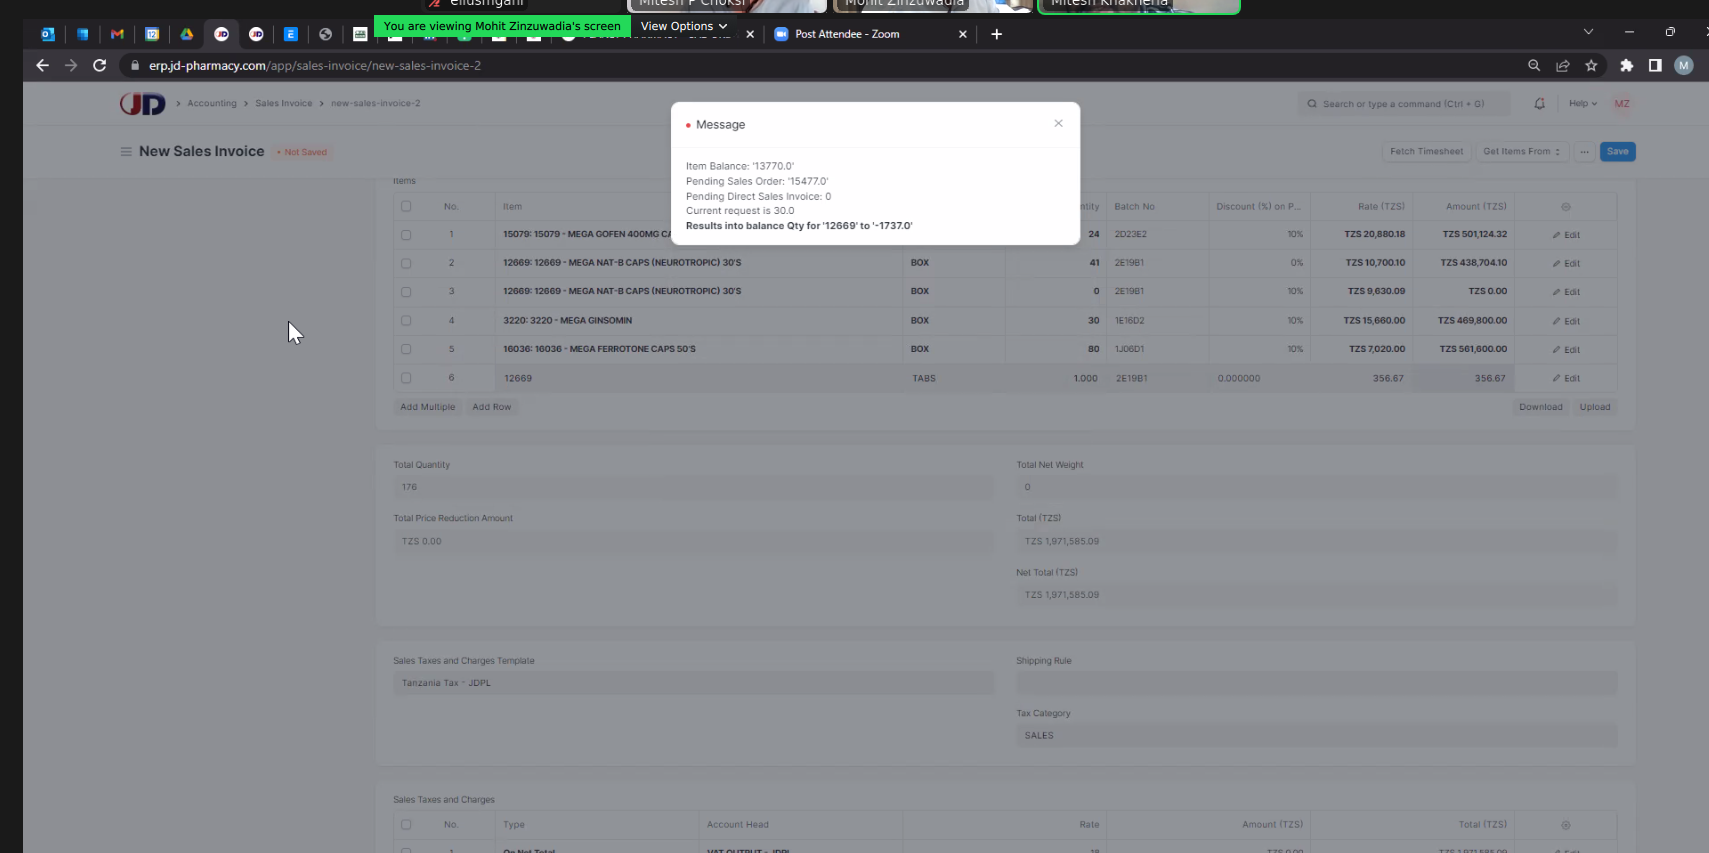 Mitesh P Choksi
Mohit Zinzuwadia
Mitesh Khakheria
You are viewing Mohit Zinzuwadia's screen
View Options
Post Attendee - Zoom
erp.jd-pharmacy.com/app/sales-invoice/new-sales-invoice-2
M
JD
Accounting
Sales Invoice
new-sales-invoice-2
Search or type a command (Ctrl + G)
Help
MZ
New Sales Invoice
Not Saved
Fetch Timesheet
Get Items From
...
Save
Message
Item Balance: '13770.0'
Pending Sales Order: '15477.0'
Pending Direct Sales Invoice: 0
Current request is 30.0
Results into balance Qty for '12669' to '-1737.0'
Items
No. Item ntity Batch No Discount (%) on P... Rate (TZS) Amount (TZS)
1 15079: 15079 - MEGA GOFEN 400MG CA 24 2D23E2 10% TZS 20,880.18 TZS 501,124.32 Edit
2 12669: 12669 - MEGA NAT-B CAPS (NEUROTROPIC) 30'S BOX 41 2E19B1 0% TZS 10,700.10 TZS 438,704.10 Edit
3 12669: 12669 - MEGA NAT-B CAPS (NEUROTROPIC) 30'S BOX 0 2E19B1 10% TZS 9,630.09 TZS 0.00 Edit
4 3220: 3220 - MEGA GINSOMIN BOX 30 1E16D2 10% TZS 15,660.00 TZS 469,800.00 Edit
5 16036: 16036 - MEGA FERROTONE CAPS 50'S BOX 80 1J06D1 10% TZS 7,020.00 TZS 561,600.00 Edit
6 12669 TABS 1.000 2E19B1 0.000000 356.67 356.67 Edit
Add Multiple Add Row Download Upload
Total Quantity
176
Total Net Weight
0
Total Price Reduction Amount
TZS 0.00
Total (TZS)
TZS 1,971,585.09
Net Total (TZS)
TZS 1,971,585.09
Sales Taxes and Charges Template
Tanzania Tax - JDPL
Shipping Rule
Tax Category
SALES
Sales Taxes and Charges
No. Type Account Head Rate Amount (TZS) Total (TZS)
1 On Net Total VAT OUTPUT - JDPL 18 TZS 0.00 TZS 1,971,585.09 Edit